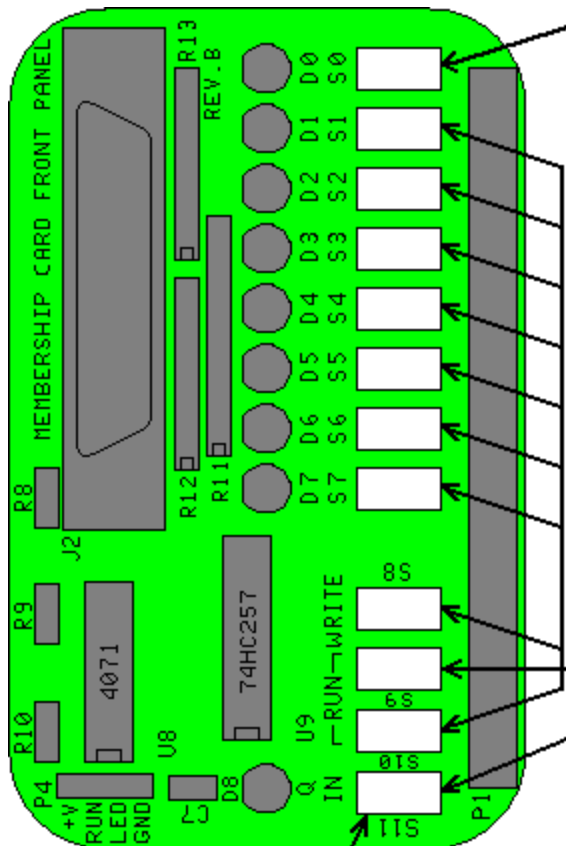 MEMBERSHIP CARD FRONT PANEL
R13
REV.B
D0 S0
D1 S1
D2 S2
D3 S3
D4 S4
D5 S5
D6 S6
D7 S7
R12
R11
R8
J2
R9
R10
4071
U8
74HC257
U9
S8
WRITE
RUN
S9
S10
IN
S11
Q
D8
C7
P4
+V
RUN
LED
GND
P1